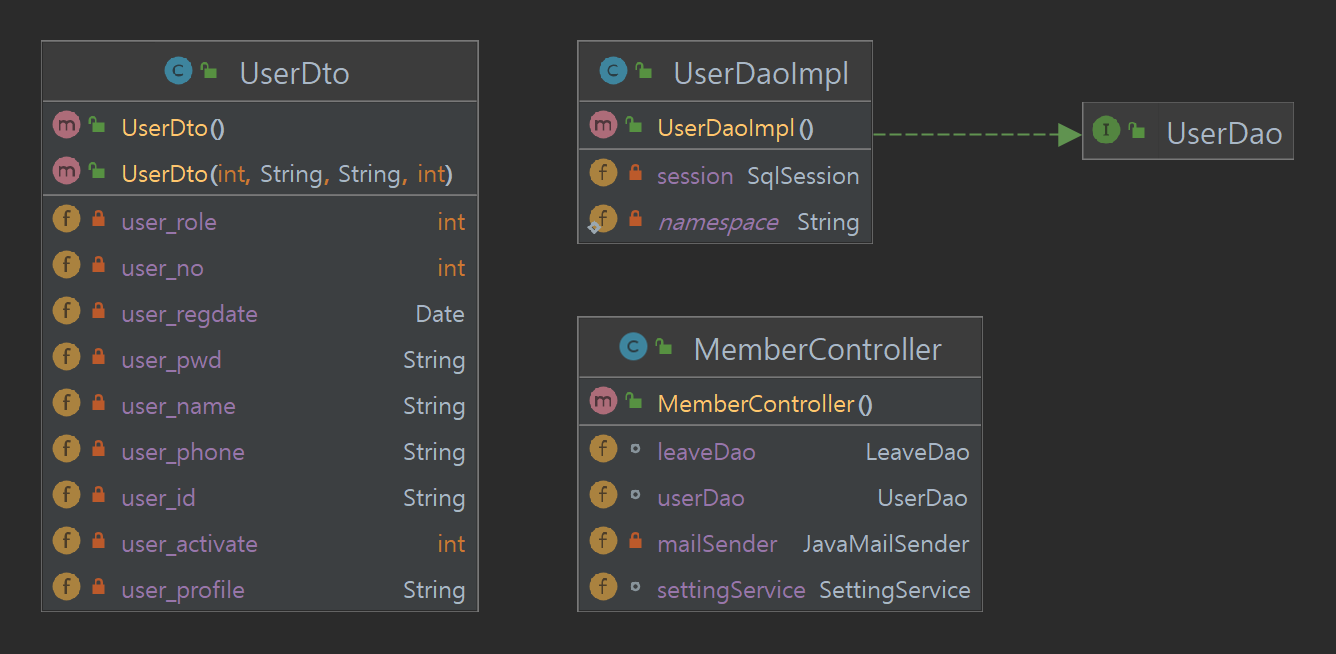 UserDto
UserDto()
UserDto(int, String, String, int)
user_role int
user_no int
user_regdate Date
user_pwd String
user_name String
user_phone String
user_id String
user_activate int
user_profile String
UserDaoImpl
UserDaoImpl()
session SqlSession
namespace String
UserDao
MemberController
MemberController()
leaveDao LeaveDao
userDao UserDao
mailSender JavaMailSender
settingService SettingService